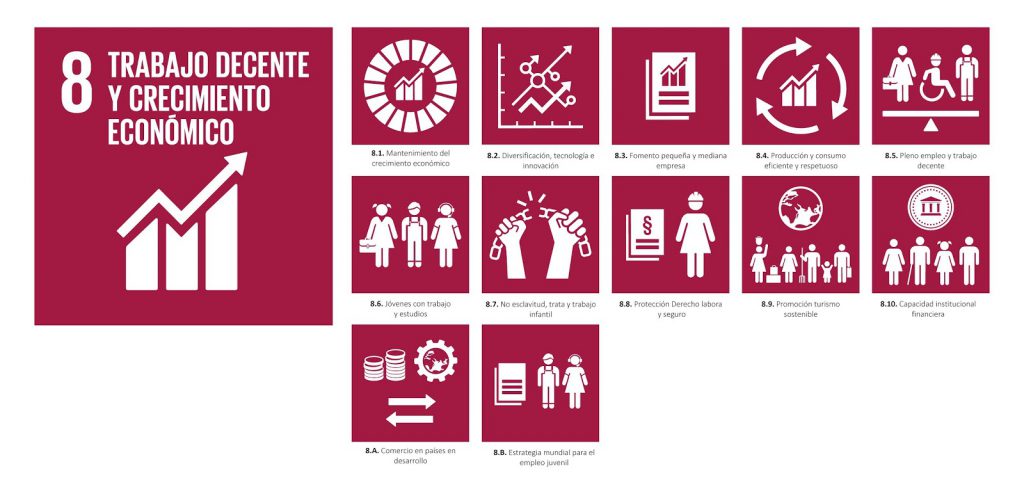 8 TRABAJO DECENTE
Y CRECIMIENTO
ECONÓMICO
8.1. Mantenimiento del
crecimiento económico
8.2. Diversificación, tecnología e
innovación
8.3. Fomento pequeña y mediana
empresa
8.4. Producción y consumo
eficiente y respetuoso
8.5. Pleno empleo y trabajo
decente
8.6. Jóvenes con trabajo
y estudios
8.7. No esclavitud, trata y trabajo
infantil
§
8.8. Protección Derecho labora
y seguro
8.9. Promoción turismo
sostenible
8.10. Capacidad institucional
financiera
8.A. Comercio en países en
desarrollo
8.B. Estrategia mundial para el
empleo juvenil